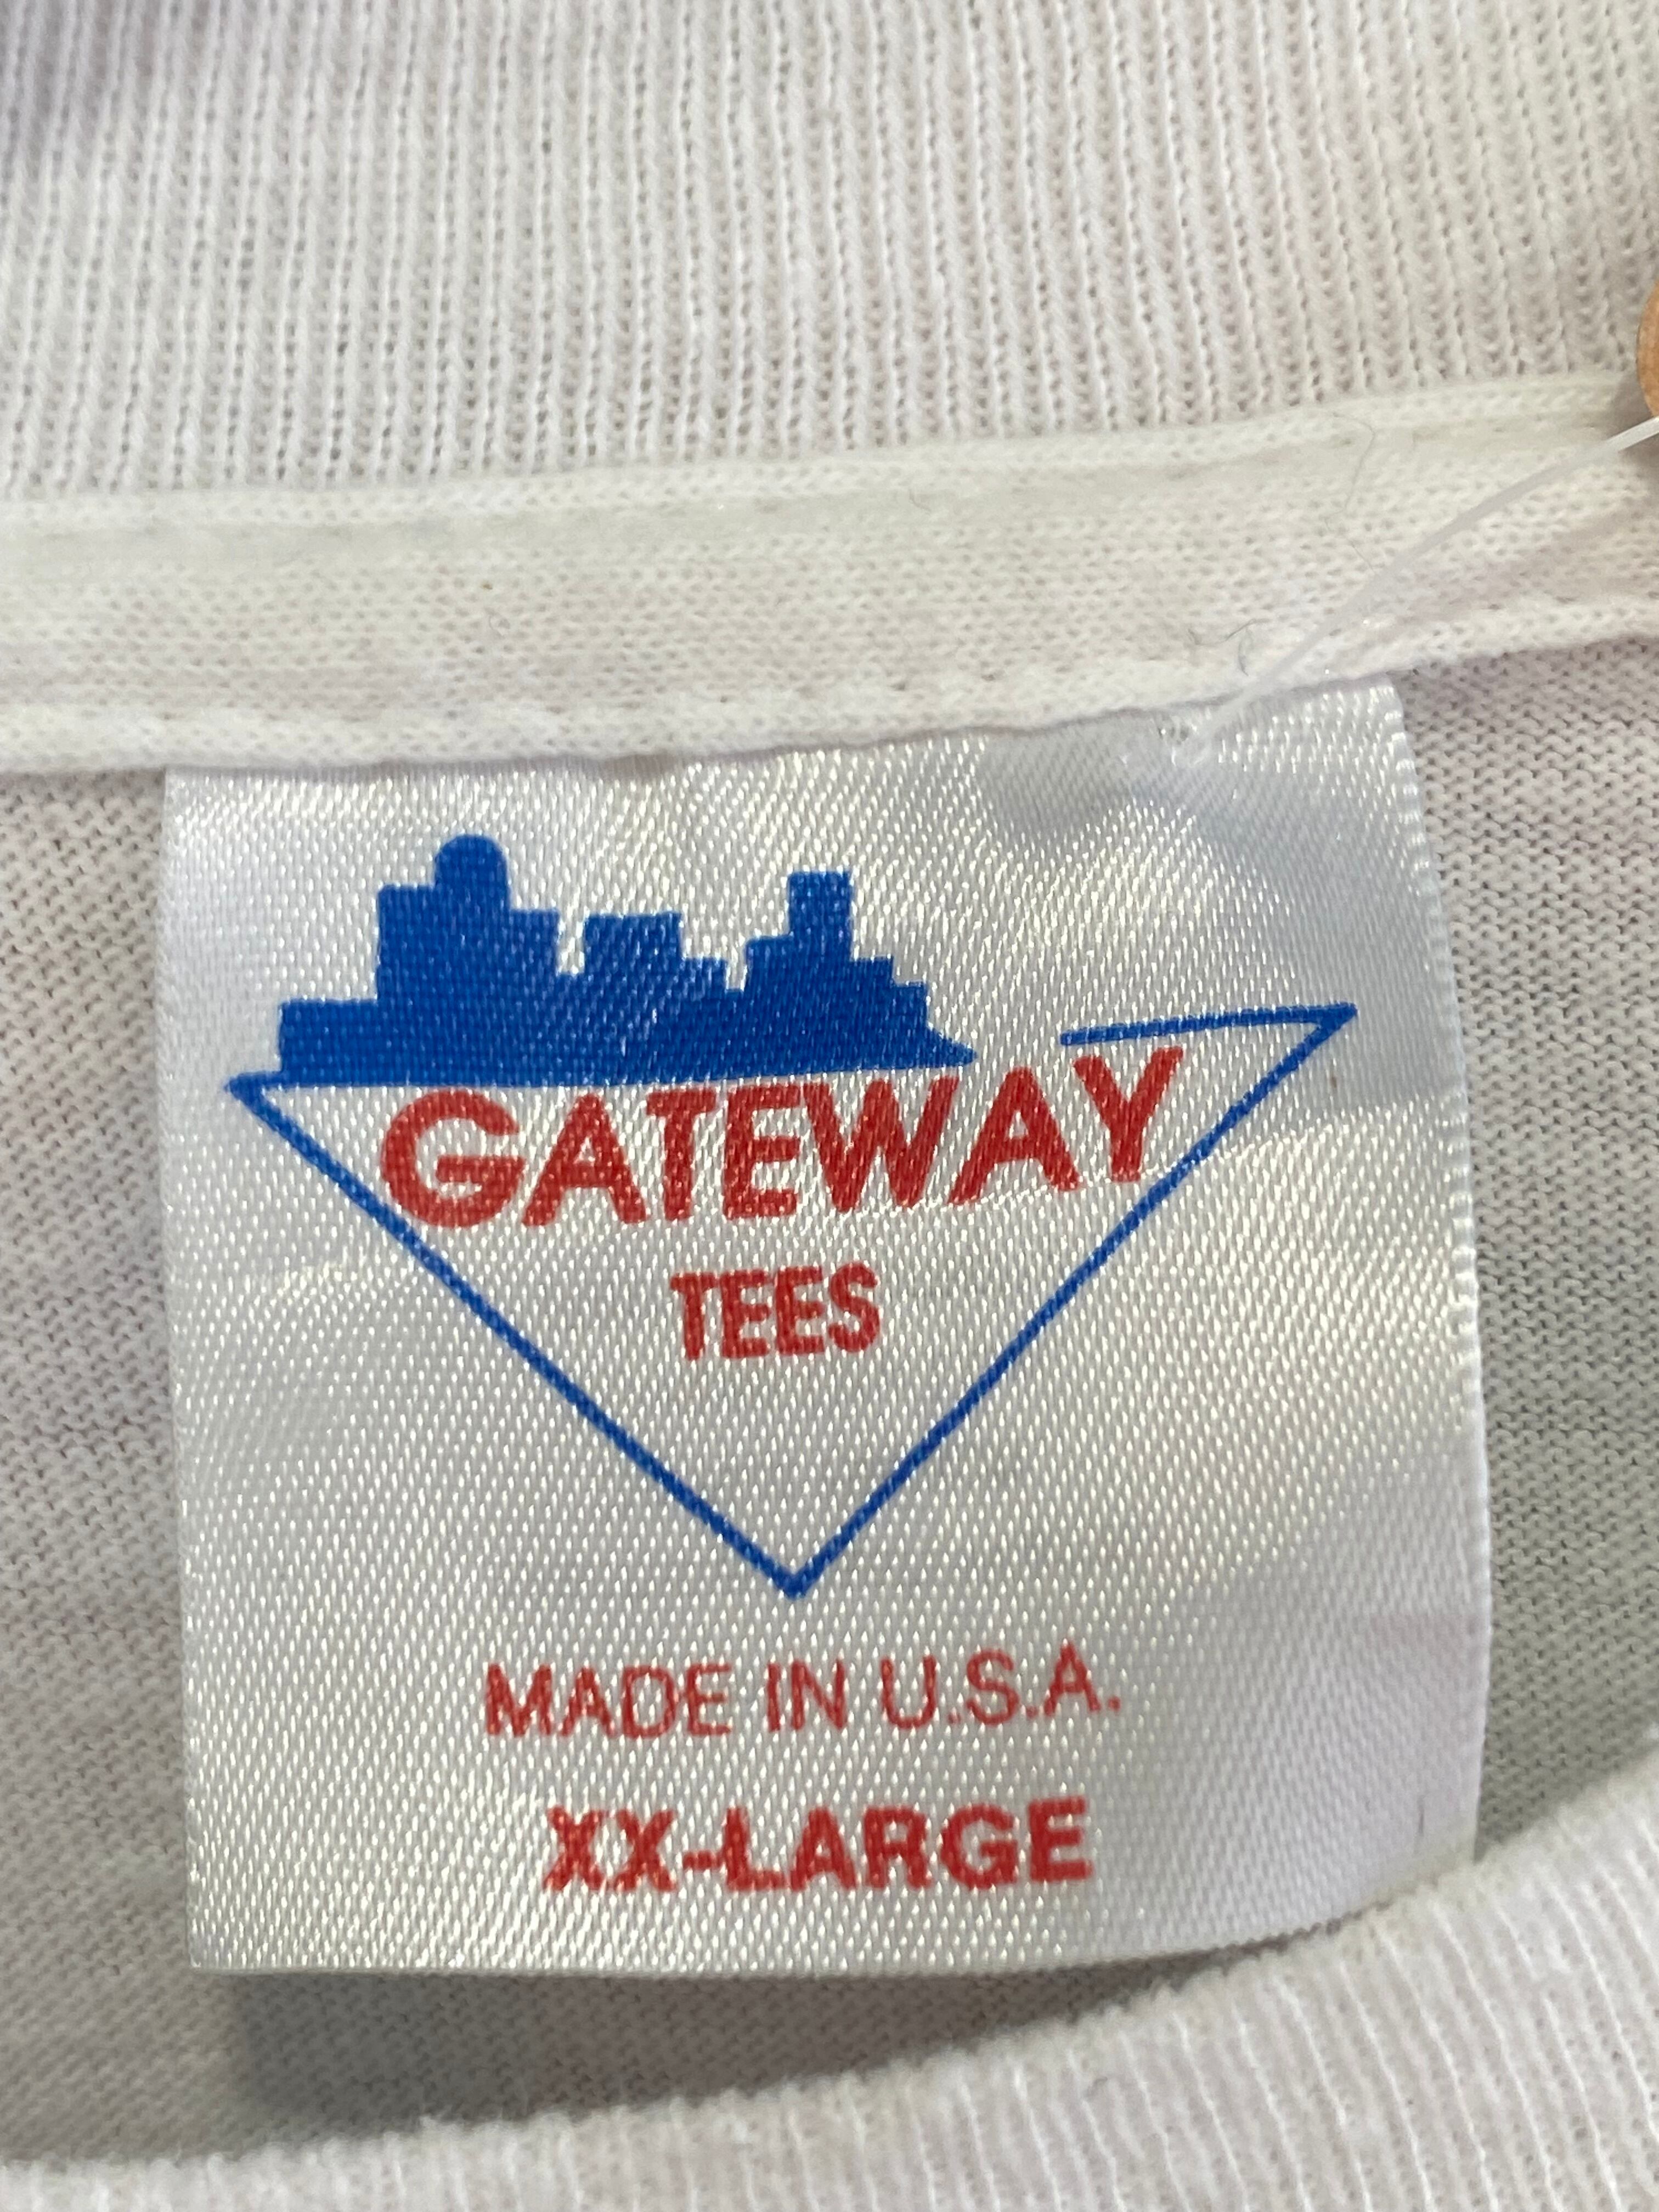 GATEWAY
TEES
MADE IN U.S.A.
XX-LARGE